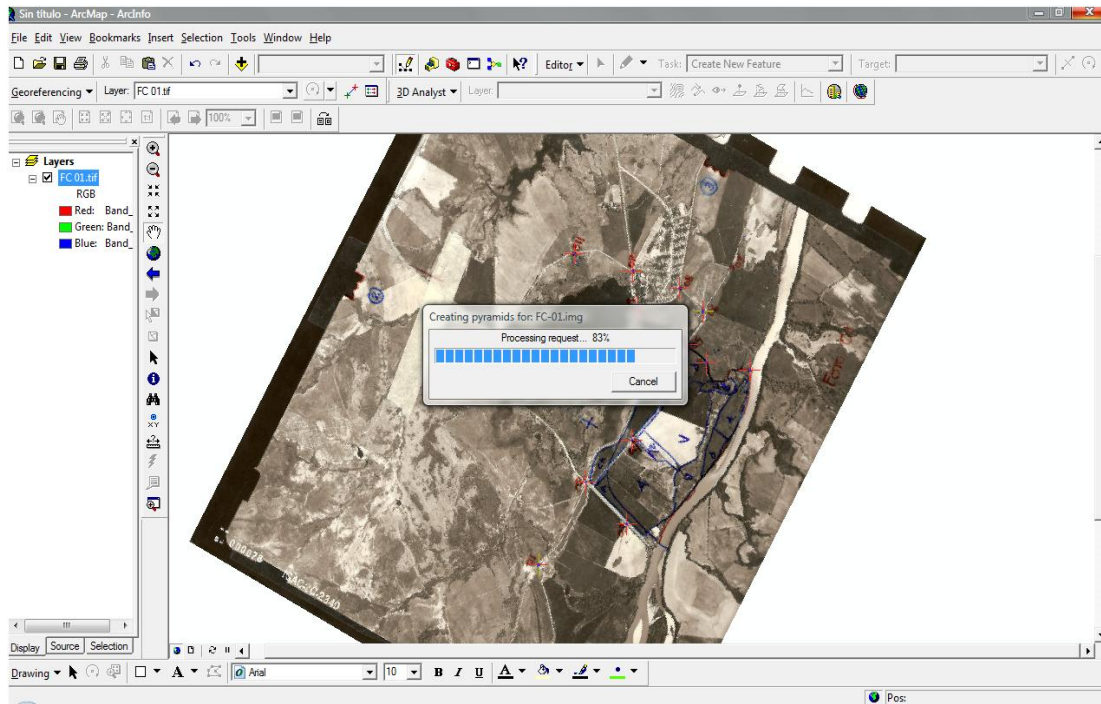 Sin título - ArcMap - ArcInfo
File Edit View Bookmarks Insert Selection Tools Window Help
Editor Task: Create New Feature Target:
Georeferencing Layer: FC 01.tif 3D Analyst Layer:
100%
Layers
FC 01.tif
RGB
Red: Band_
Green: Band_
Blue: Band_
Creating pyramids for: FC-01.img
Processing request... 83%
Cancel
Display Source Selection
Drawing A Arial 10 B I U A
Pos: